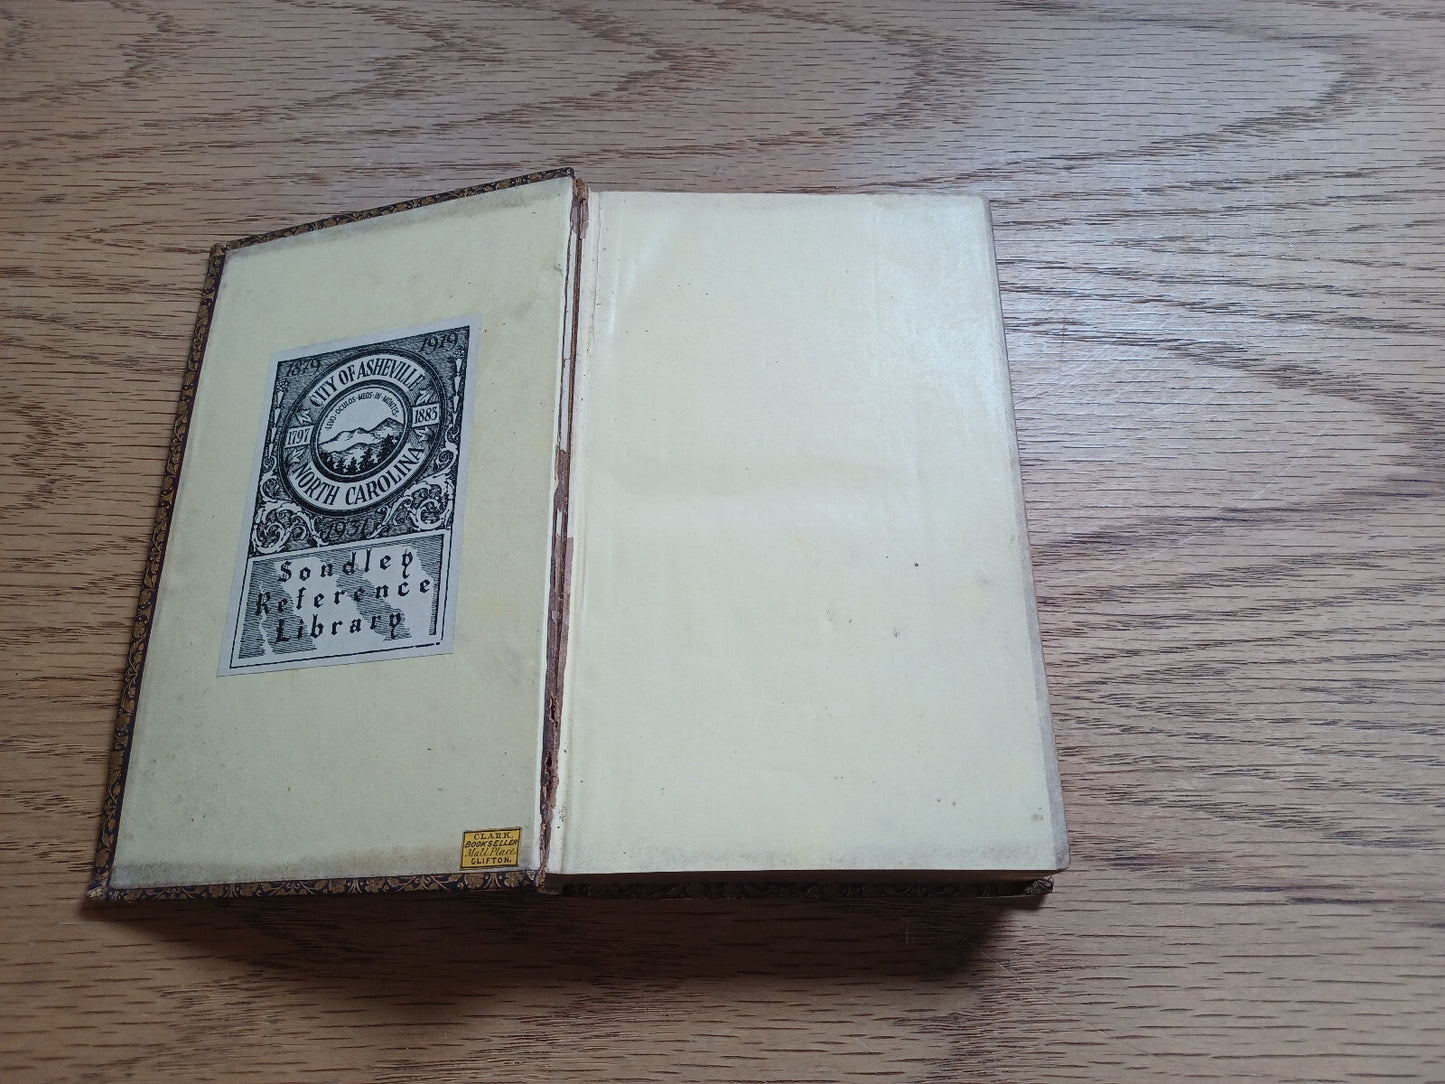 1879 1919
CITY OF ASHEVILLE
LEVO·OCULOS·MEOS·IN·MONTES
1797 1883
NORTH CAROLINA
1931
Sondley
Reference
Library
CLARK,
BOOKSELLER
Mall Place,
CLIFTON.